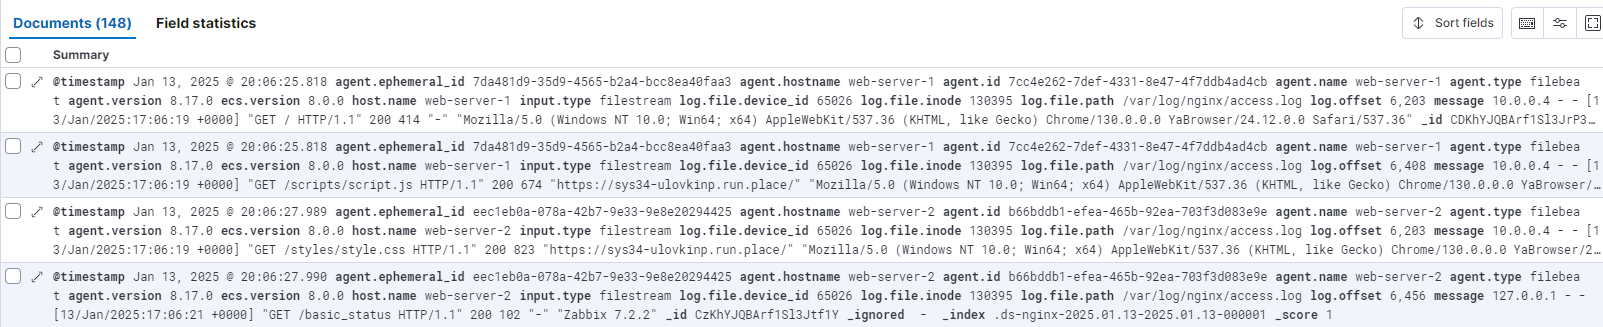 Documents (148) Field statistics Sort fields
Summary
@timestamp Jan 13, 2025 @ 20:06:25.818 agent.ephemeral_id 7da481d9-35d9-4565-b2a4-bcc8ea40faa3 agent.hostname web-server-1 agent.id 7cc4e262-7def-4331-8e47-4f7ddb4ad4cb agent.name web-server-1 agent.type filebea
t agent.version 8.17.0 ecs.version 8.0.0 host.name web-server-1 input.type filestream log.file.device_id 65026 log.file.inode 130395 log.file.path /var/log/nginx/access.log log.offset 6,203 message 10.0.0.4 - - [1
3/Jan/2025:17:06:19 +0000] "GET / HTTP/1.1" 200 414 "-" "Mozilla/5.0 (Windows NT 10.0; Win64; x64) AppleWebKit/537.36 (KHTML, like Gecko) Chrome/130.0.0.0 YaBrowser/24.12.0.0 Safari/537.36" _id CDKhYJQBArf1Sl3JrP3…
@timestamp Jan 13, 2025 @ 20:06:25.818 agent.ephemeral_id 7da481d9-35d9-4565-b2a4-bcc8ea40faa3 agent.hostname web-server-1 agent.id 7cc4e262-7def-4331-8e47-4f7ddb4ad4cb agent.name web-server-1 agent.type filebea
t agent.version 8.17.0 ecs.version 8.0.0 host.name web-server-1 input.type filestream log.file.device_id 65026 log.file.inode 130395 log.file.path /var/log/nginx/access.log log.offset 6,408 message 10.0.0.4 - - [1
3/Jan/2025:17:06:19 +0000] "GET /scripts/script.js HTTP/1.1" 200 674 "https://sys34-ulovkinp.run.place/" "Mozilla/5.0 (Windows NT 10.0; Win64; x64) AppleWebKit/537.36 (KHTML, like Gecko) Chrome/130.0.0.0 YaBrowser/…
@timestamp Jan 13, 2025 @ 20:06:27.989 agent.ephemeral_id eec1eb0a-078a-42b7-9e33-9e8e20294425 agent.hostname web-server-2 agent.id b66bddb1-efea-465b-92ea-703f3d083e9e agent.name web-server-2 agent.type filebea
t agent.version 8.17.0 ecs.version 8.0.0 host.name web-server-2 input.type filestream log.file.device_id 65026 log.file.inode 130395 log.file.path /var/log/nginx/access.log log.offset 6,203 message 10.0.0.4 - - [1
3/Jan/2025:17:06:19 +0000] "GET /styles/style.css HTTP/1.1" 200 823 "https://sys34-ulovkinp.run.place/" "Mozilla/5.0 (Windows NT 10.0; Win64; x64) AppleWebKit/537.36 (KHTML, like Gecko) Chrome/130.0.0.0 YaBrowser/2…
@timestamp Jan 13, 2025 @ 20:06:27.990 agent.ephemeral_id eec1eb0a-078a-42b7-9e33-9e8e20294425 agent.hostname web-server-2 agent.id b66bddb1-efea-465b-92ea-703f3d083e9e agent.name web-server-2 agent.type filebea
t agent.version 8.17.0 ecs.version 8.0.0 host.name web-server-2 input.type filestream log.file.device_id 65026 log.file.inode 130395 log.file.path /var/log/nginx/access.log log.offset 6,456 message 127.0.0.1 - -
[13/Jan/2025:17:06:21 +0000] "GET /basic_status HTTP/1.1" 200 102 "-" "Zabbix 7.2.2" _id CzKhYJQBArf1Sl3Jtf1Y _ignored - _index .ds-nginx-2025.01.13-2025.01.13-000001 _score 1